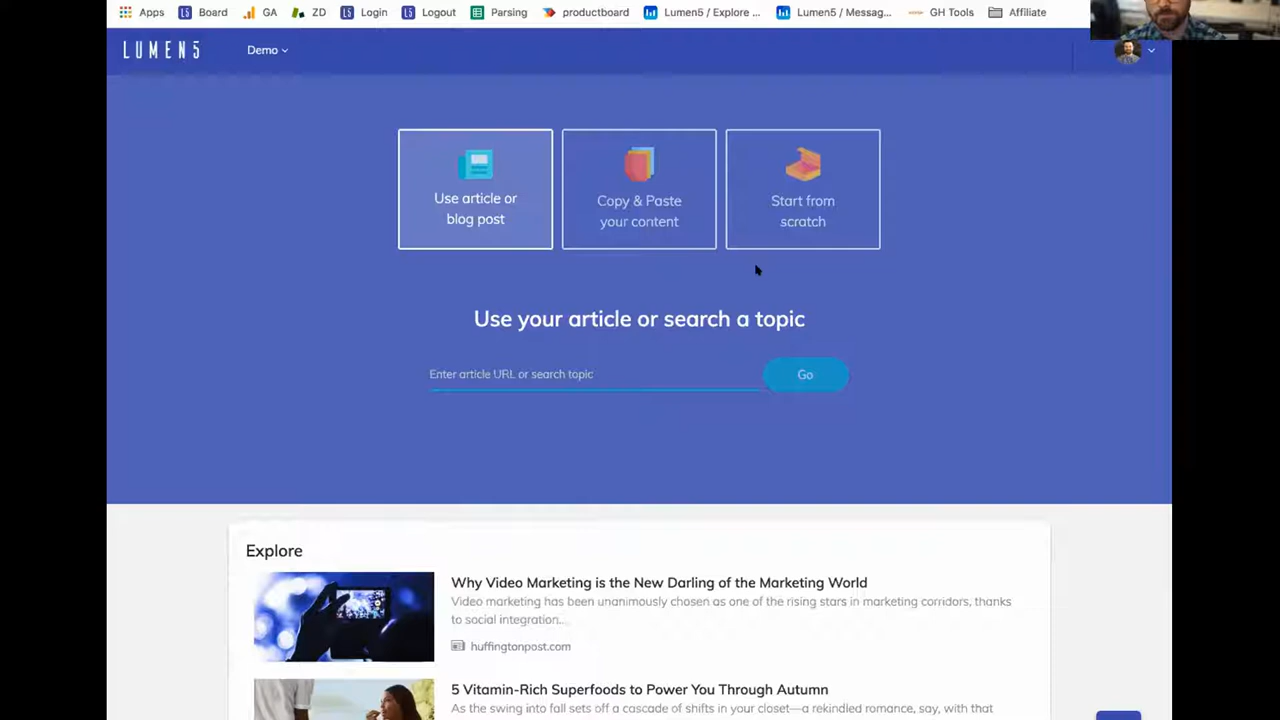 Apps Board GA ZD Login Logout Parsing productboard Lumen5 / Explore ... Lumen5 / Messag... GH Tools Affiliate
LUMEN5 Demo
Use article or
blog post
Copy & Paste
your content
Start from
scratch
Use your article or search a topic
Enter article URL or search topic Go
Explore
Why Video Marketing is the New Darling of the Marketing World
Video marketing has been unanimously chosen as one of the rising stars in marketing corridors, thanks
to social integration...
huffingtonpost.com
5 Vitamin-Rich Superfoods to Power You Through Autumn
As the swing into fall sets off a cascade of shifts in your closet—a rekindled romance, say, with that